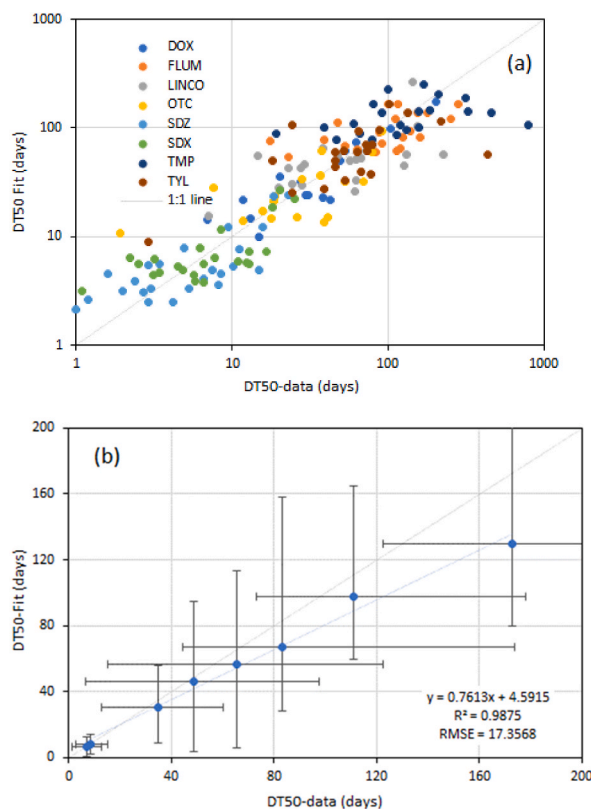 1000
(a)
DOX
FLUM
LINCO
OTC
SDZ
SDX
TMP
TYL
1:1 line
100
10
1
DT50 Fit (days)
1 10 100 1000
DT50-data (days)
200
(b)
160
120
80
40
0
DT50-Fit (days)
y = 0.7613x + 4.5915
R² = 0.9875
RMSE = 17.3568
0 40 80 120 160 200
DT50-data (days)